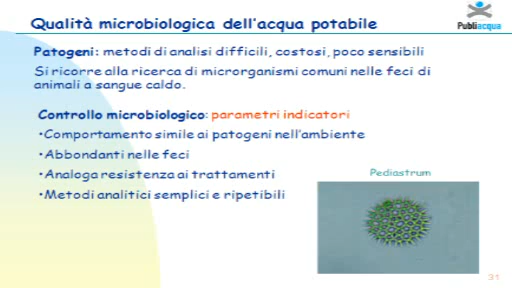 Qualità microbiologica dell'acqua potabile
Publiacqua
Patogeni: metodi di analisi difficili, costosi, poco sensibili
Si ricorre alla ricerca di microrganismi comuni nelle feci di
animali a sangue caldo.
Controllo microbiologico: parametri indicatori
•Comportamento simile ai patogeni nell'ambiente
•Abbondanti nelle feci
•Analoga resistenza ai trattamenti
•Metodi analitici semplici e ripetibili
Pediastrum
31